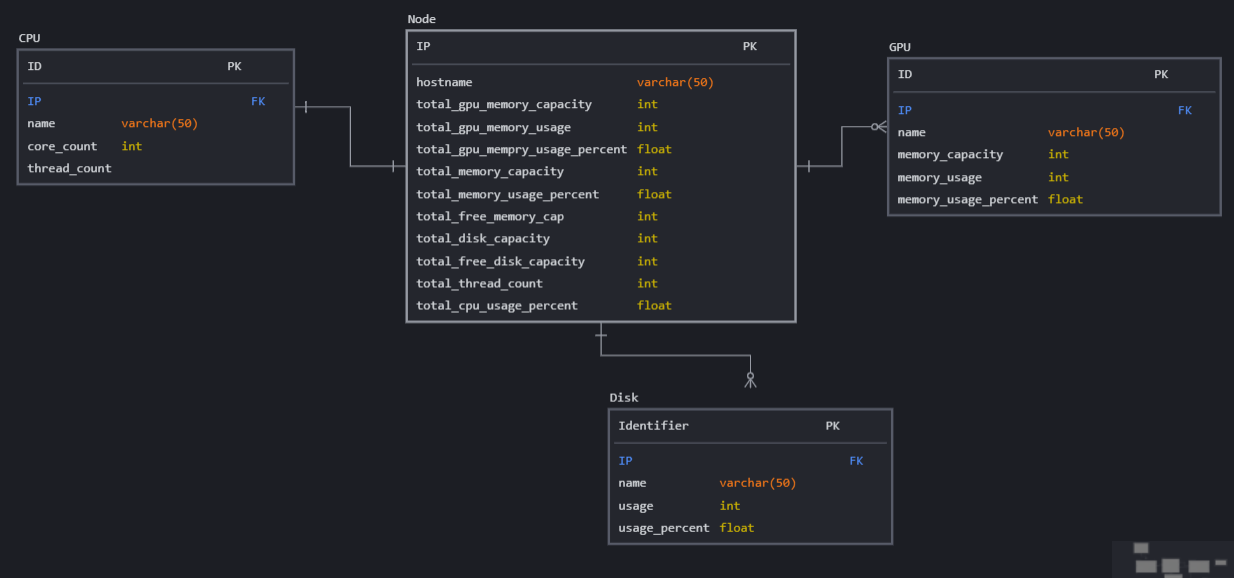 CPU
ID PK
IP FK
name varchar(50)
core_count int
thread_count
Node
IP PK
hostname varchar(50)
total_gpu_memory_capacity int
total_gpu_memory_usage int
total_gpu_mempry_usage_percent float
total_memory_capacity int
total_memory_usage_percent float
total_free_memory_cap int
total_disk_capacity int
total_free_disk_capacity int
total_thread_count int
total_cpu_usage_percent float
GPU
ID PK
IP FK
name varchar(50)
memory_capacity int
memory_usage int
memory_usage_percent float
Disk
Identifier PK
IP FK
name varchar(50)
usage int
usage_percent float